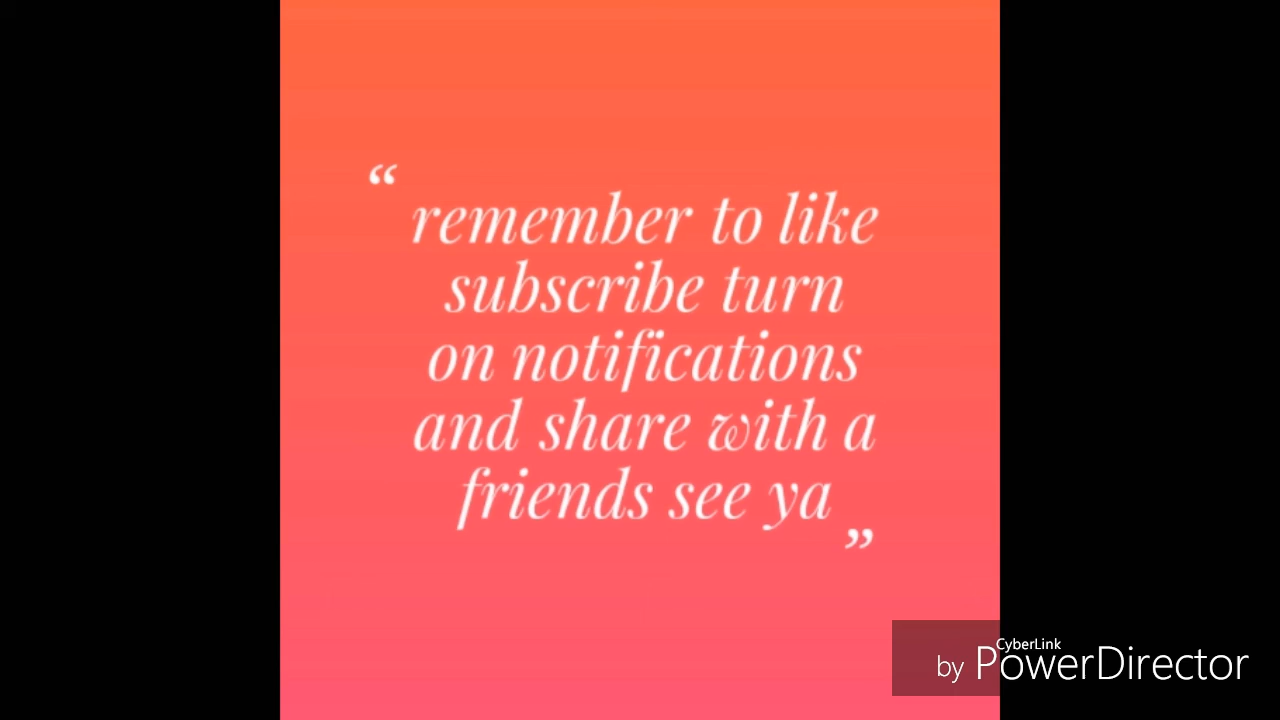 “
remember to like
subscribe turn
on notifications
and share with a
friends see ya
”
CyberLink
by PowerDirector